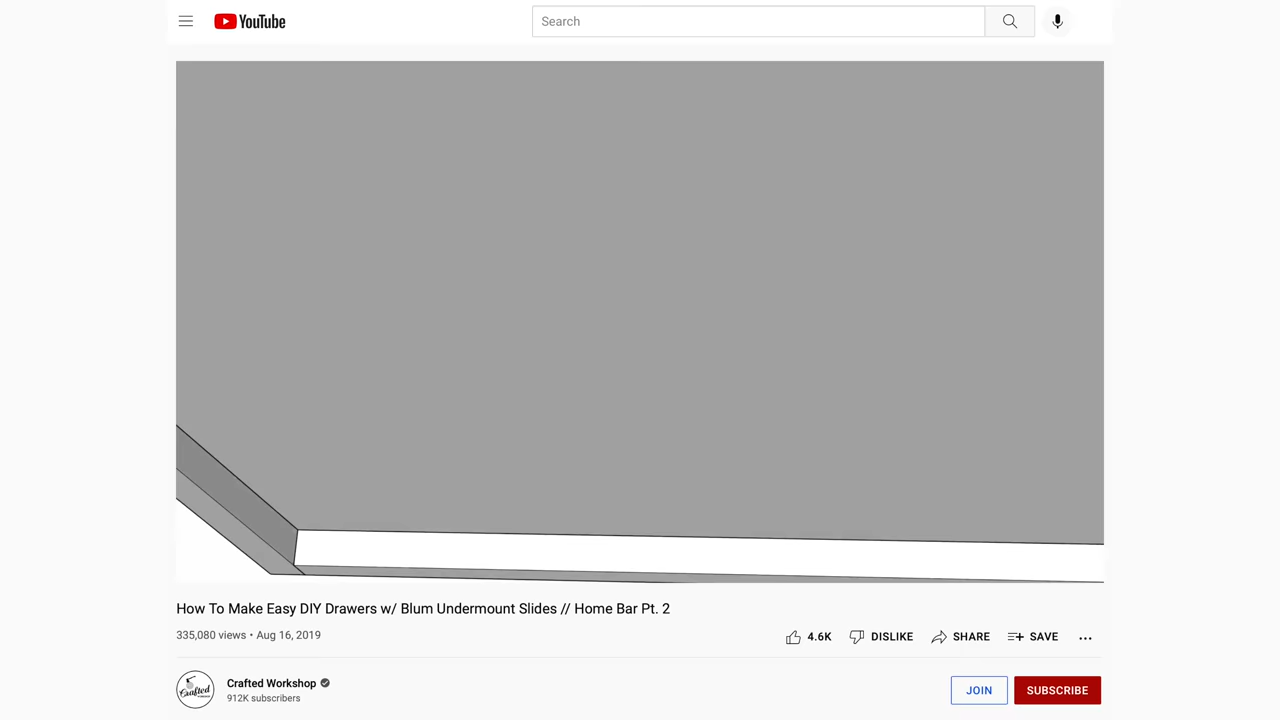 YouTube
Search
How To Make Easy DIY Drawers w/ Blum Undermount Slides // Home Bar Pt. 2
335,080 views • Aug 16, 2019
4.6K
DISLIKE
SHARE
SAVE
Crafted
Crafted Workshop
912K subscribers
JOIN
SUBSCRIBE